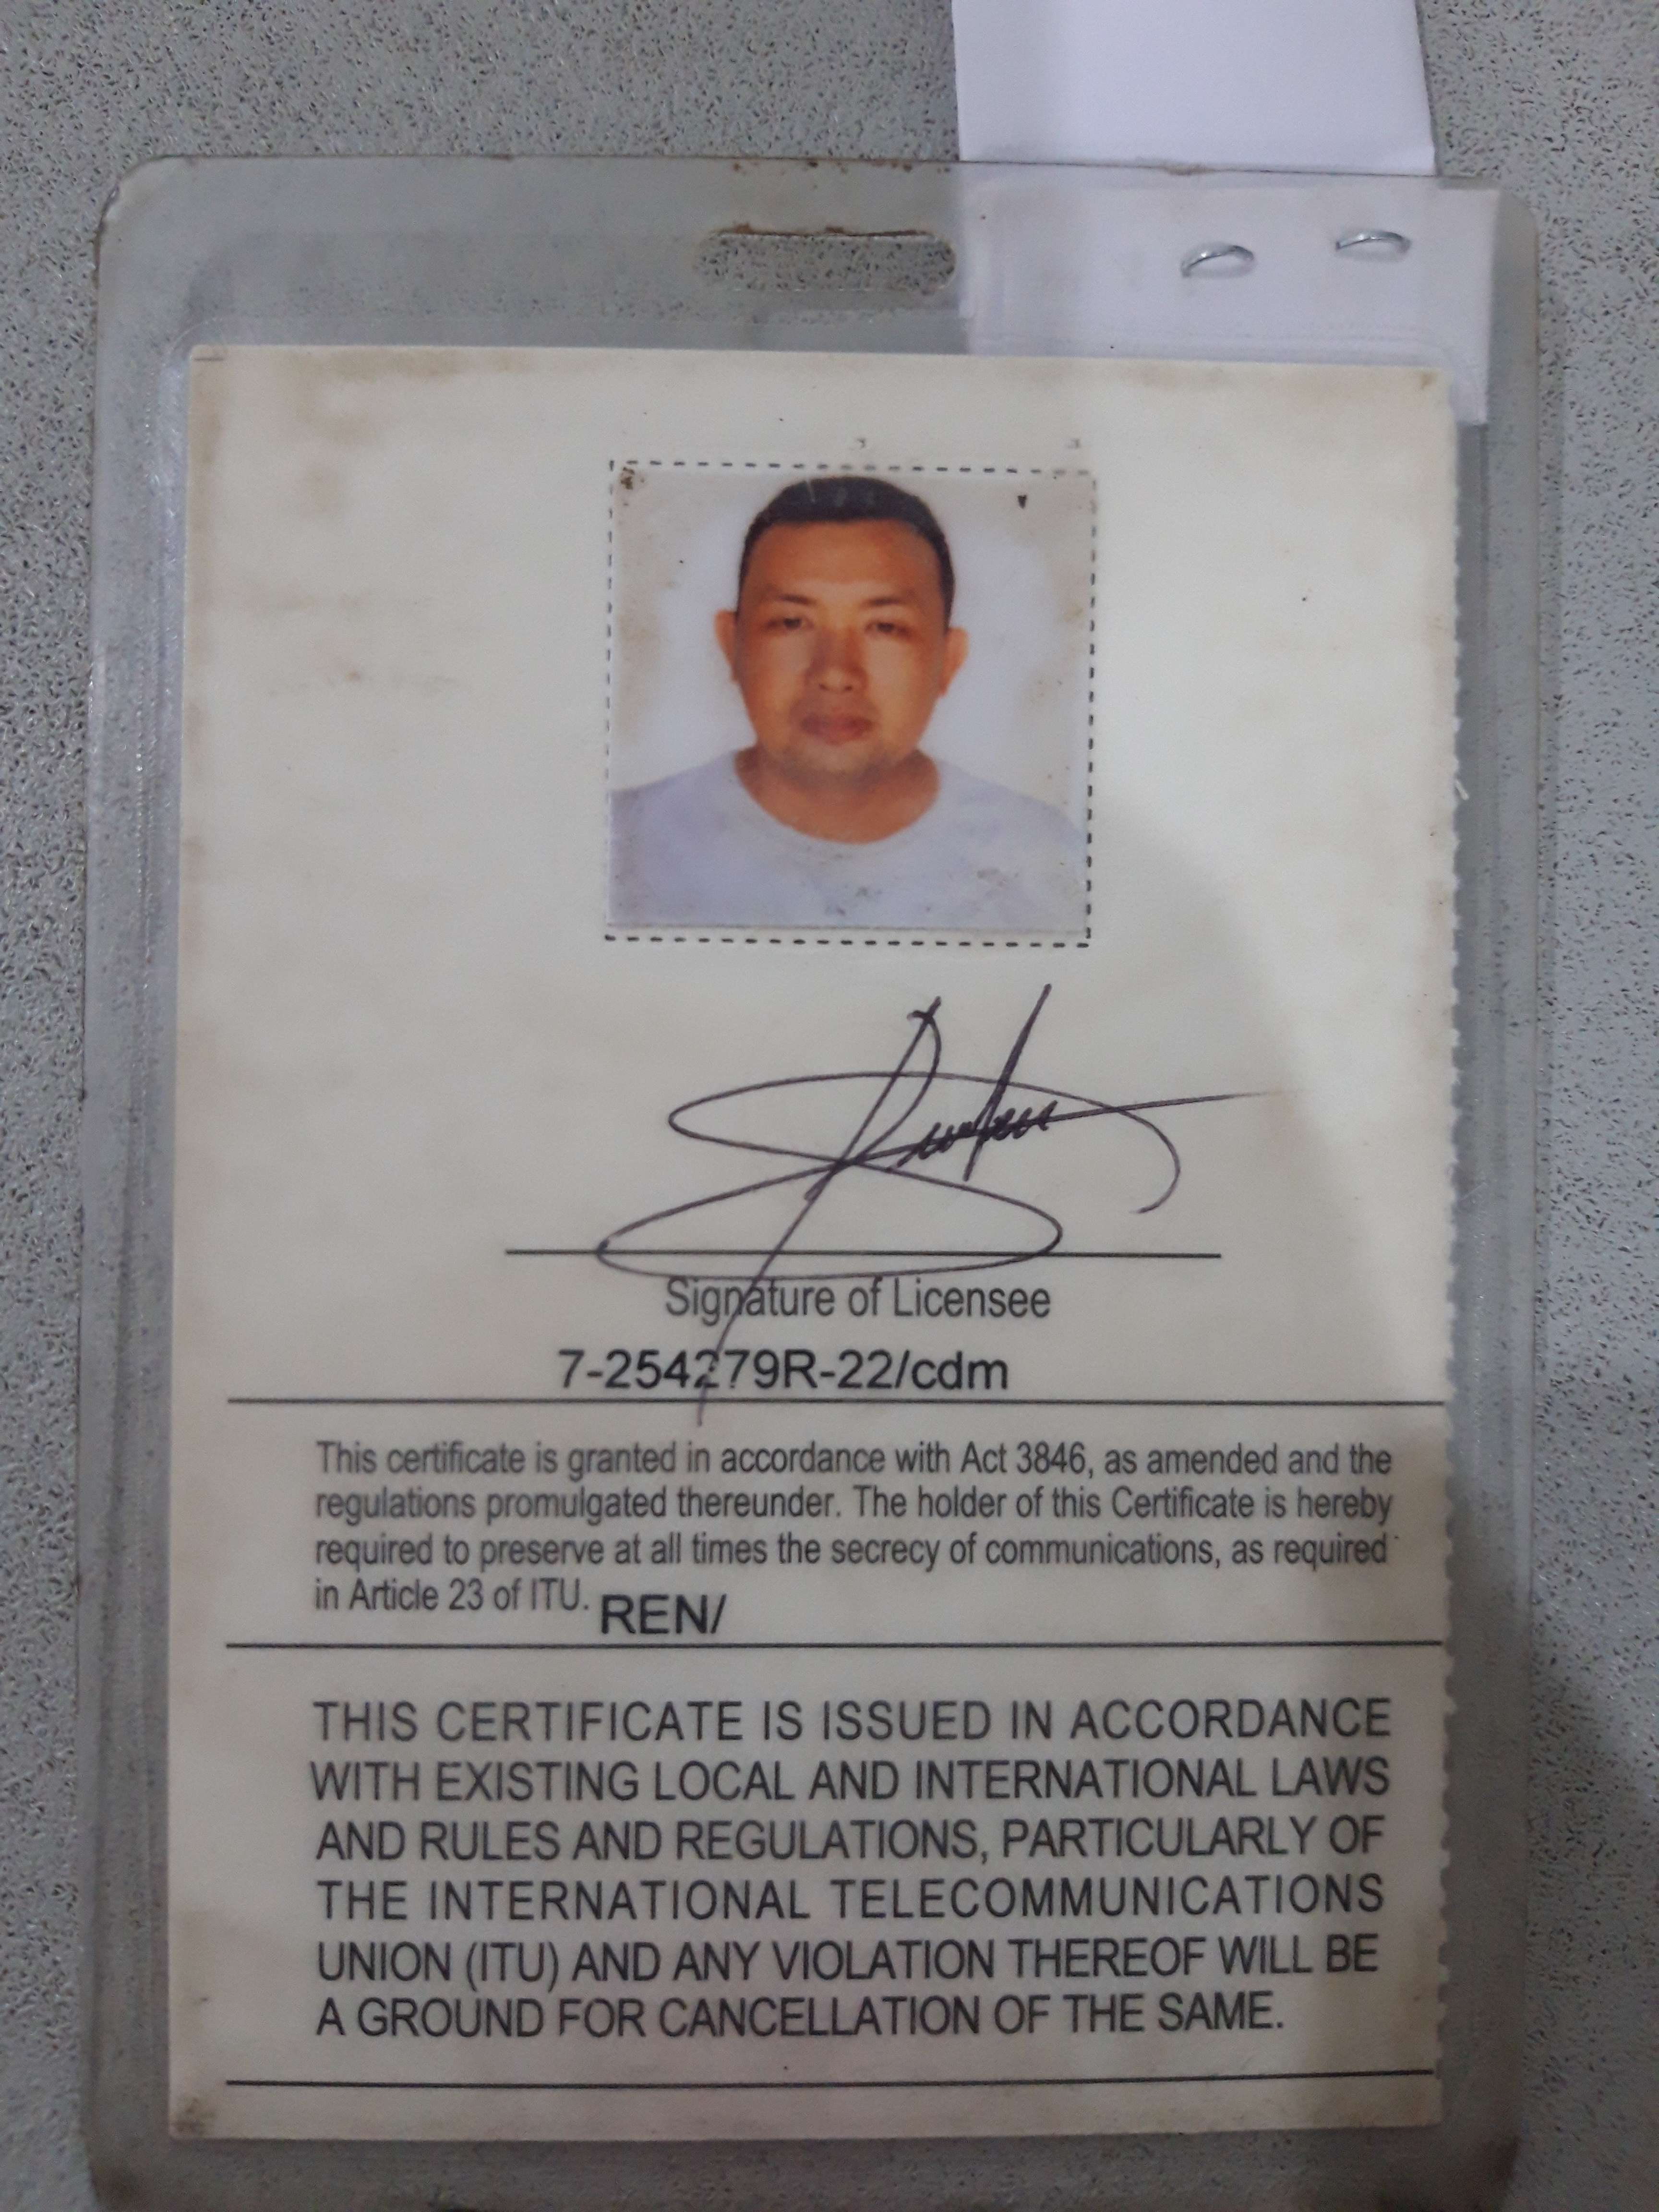 Signature of Licensee
7-254279R-22/cdm
This certificate is granted in accordance with Act 3846, as amended and the
regulations promulgated thereunder. The holder of this Certificate is hereby
required to preserve at all times the secrecy of communications, as required
in Article 23 of ITU. REN/
THIS CERTIFICATE IS ISSUED IN ACCORDANCE
WITH EXISTING LOCAL AND INTERNATIONAL LAWS
AND RULES AND REGULATIONS, PARTICULARLY OF
THE INTERNATIONAL TELECOMMUNICATIONS
UNION (ITU) AND ANY VIOLATION THEREOF WILL BE
A GROUND FOR CANCELLATION OF THE SAME.